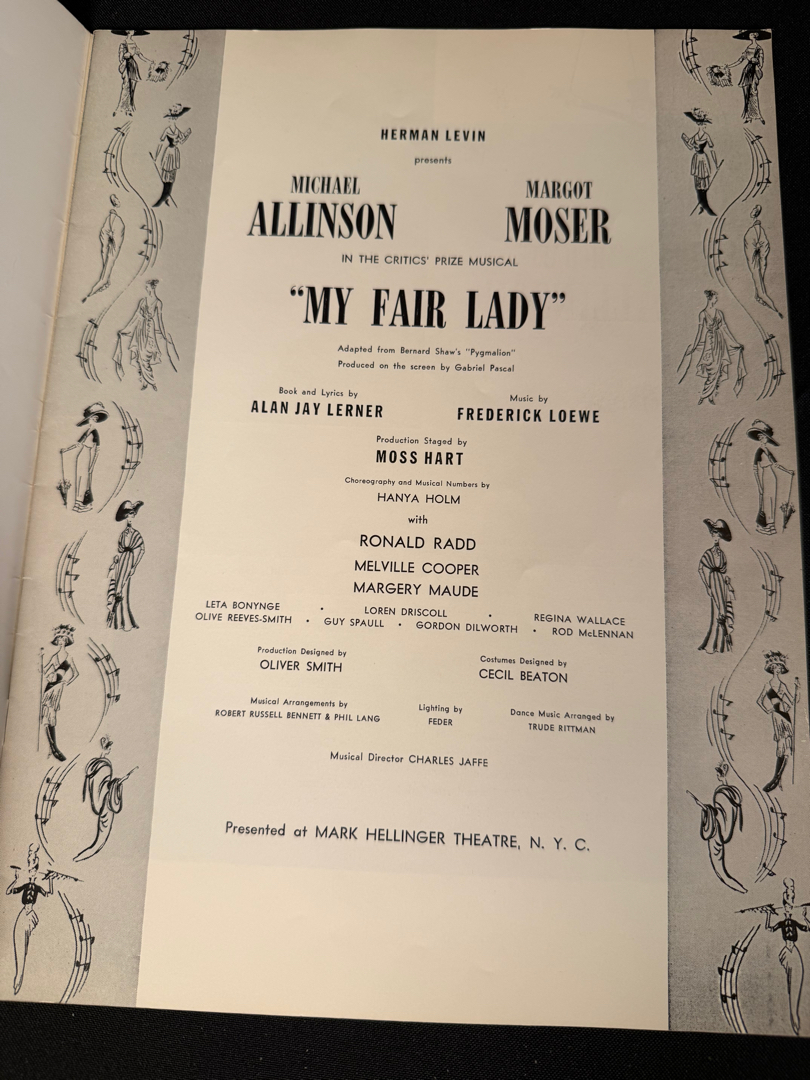 HERMAN LEVIN
presents
MICHAEL MARGOT
ALLINSON MOSER
IN THE CRITICS' PRIZE MUSICAL
"MY FAIR LADY"
Adapted from Bernard Shaw's "Pygmalion"
Produced on the screen by Gabriel Pascal
Book and Lyrics by Music by
ALAN JAY LERNER FREDERICK LOEWE
Production Staged by
MOSS HART
Choreography and Musical Numbers by
HANYA HOLM
with
RONALD RADD
MELVILLE COOPER
MARGERY MAUDE
LETA BONYNGE • LOREN DRISCOLL • REGINA WALLACE
OLIVE REEVES-SMITH • GUY SPAULL • GORDON DILWORTH • ROD McLENNAN
Production Designed by Costumes Designed by
OLIVER SMITH CECIL BEATON
Musical Arrangements by Lighting by Dance Music Arranged by
ROBERT RUSSELL BENNETT & PHIL LANG FEDER TRUDE RITTMAN
Musical Director CHARLES JAFFE
Presented at MARK HELLINGER THEATRE, N. Y. C.